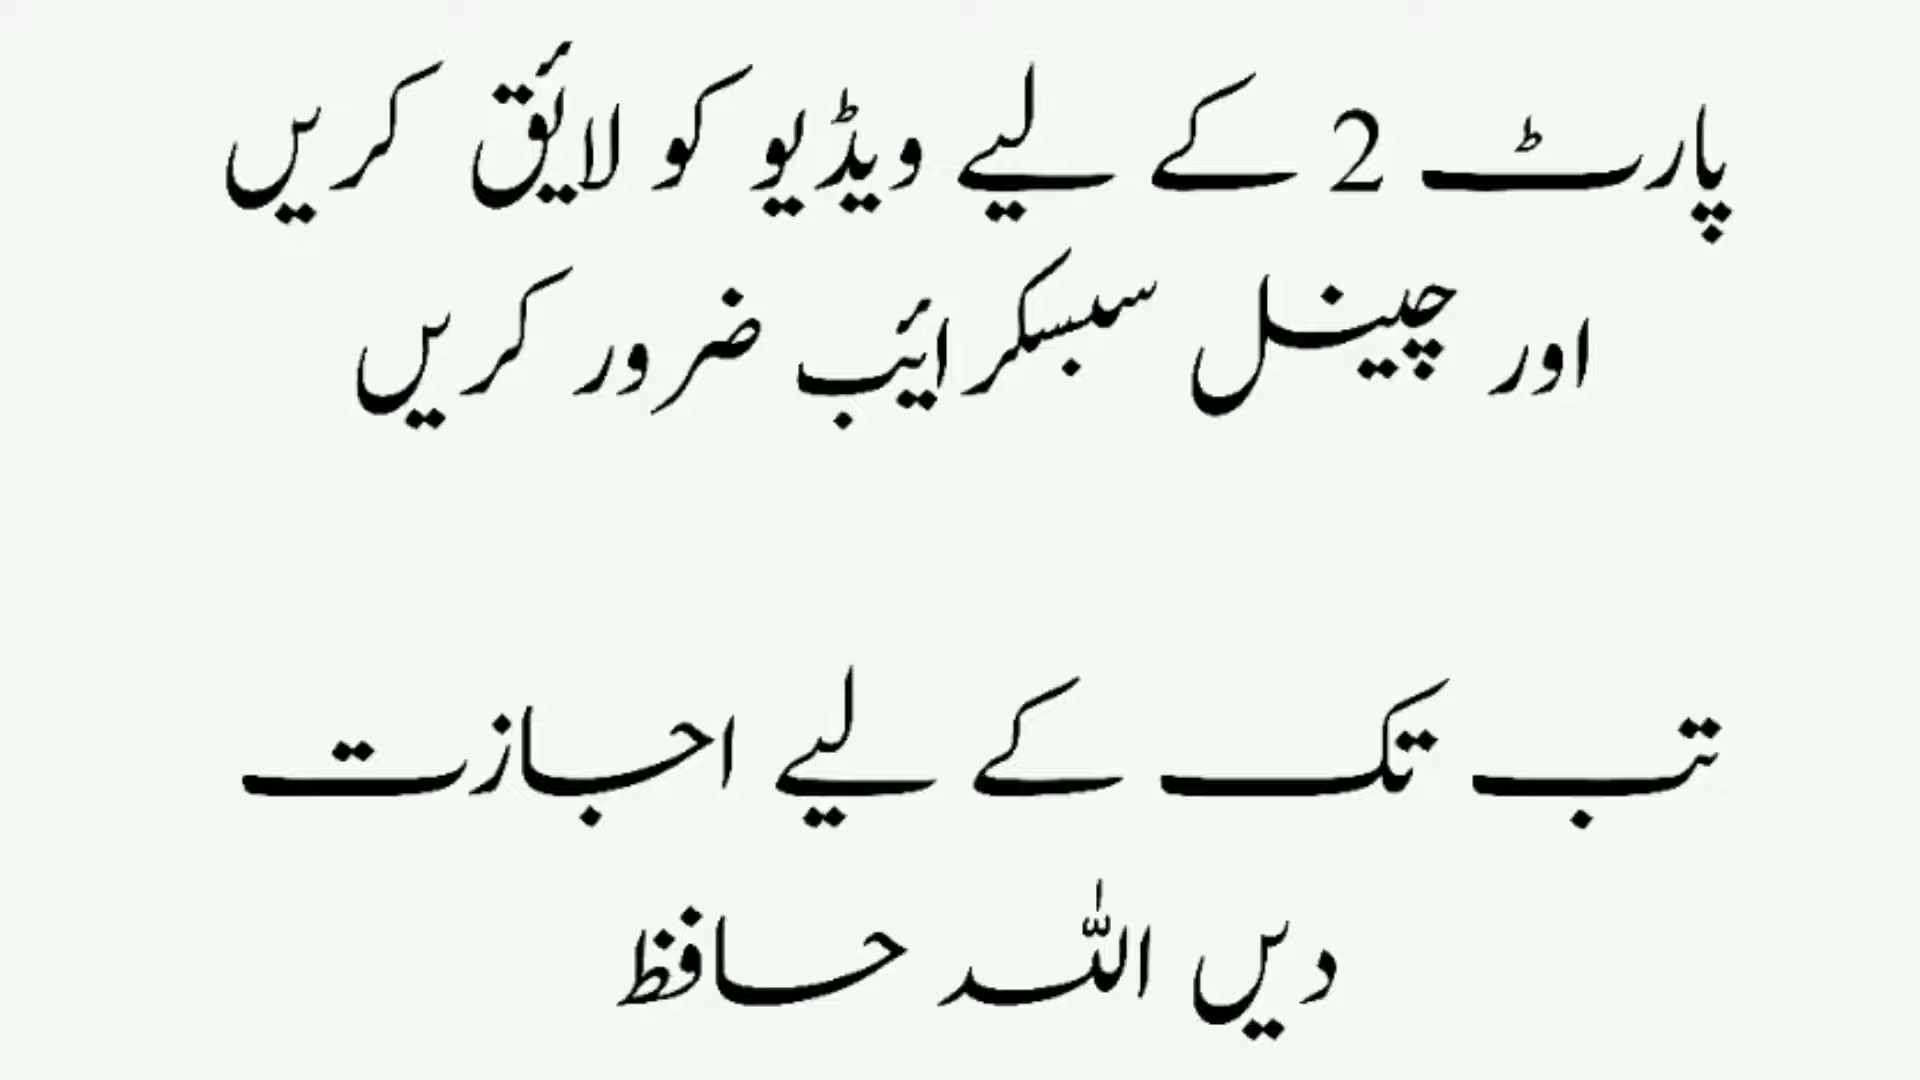 پارٹ 2 کے لیے ویڈیو کو لائق کریں
اور چینل سبسکرائب ضرور کریں
تب تک کے لیے اجازت
دیں اللہ حافظ